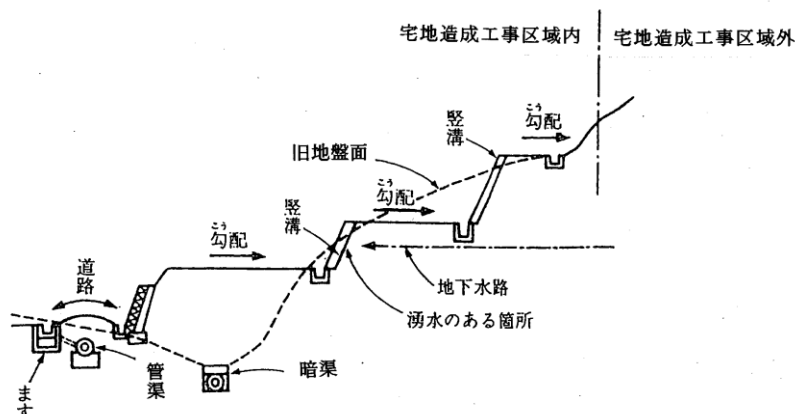 宅地造成工事区域内
宅地造成工事区域外
こう
勾配
竪溝
旧地盤面
こう
勾配
こう
勾配
竪溝
道路
地下水路
湧水のある箇所
管渠
暗渠
ます